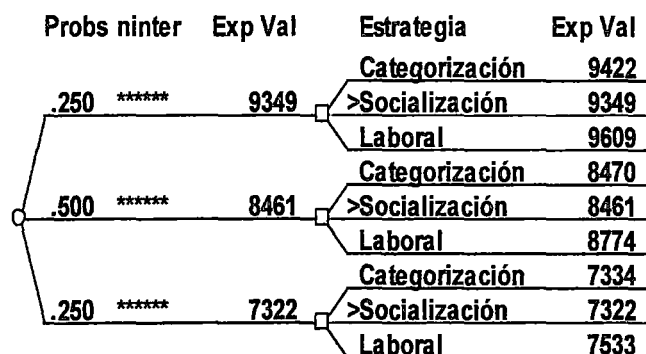 Probs ninter Exp Val Estrategia Exp Val
Categorización 9422
.250 ****** 9349 >Socialización 9349
Laboral 9609
Categorización 8470
.500 ****** 8461 >Socialización 8461
Laboral 8774
Categorización 7334
.250 ****** 7322 >Socialización 7322
Laboral 7533